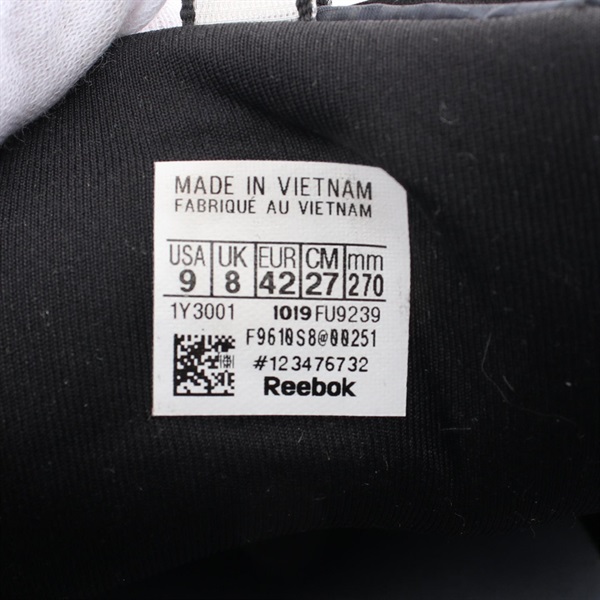 MADE IN VIETNAM
FABRIQUÉ AU VIETNAM
USA UK EUR CM mm
9 8 42 27 270
1Y3001 1019 FU9239
F9610S8@00251
#123476732
Reebok